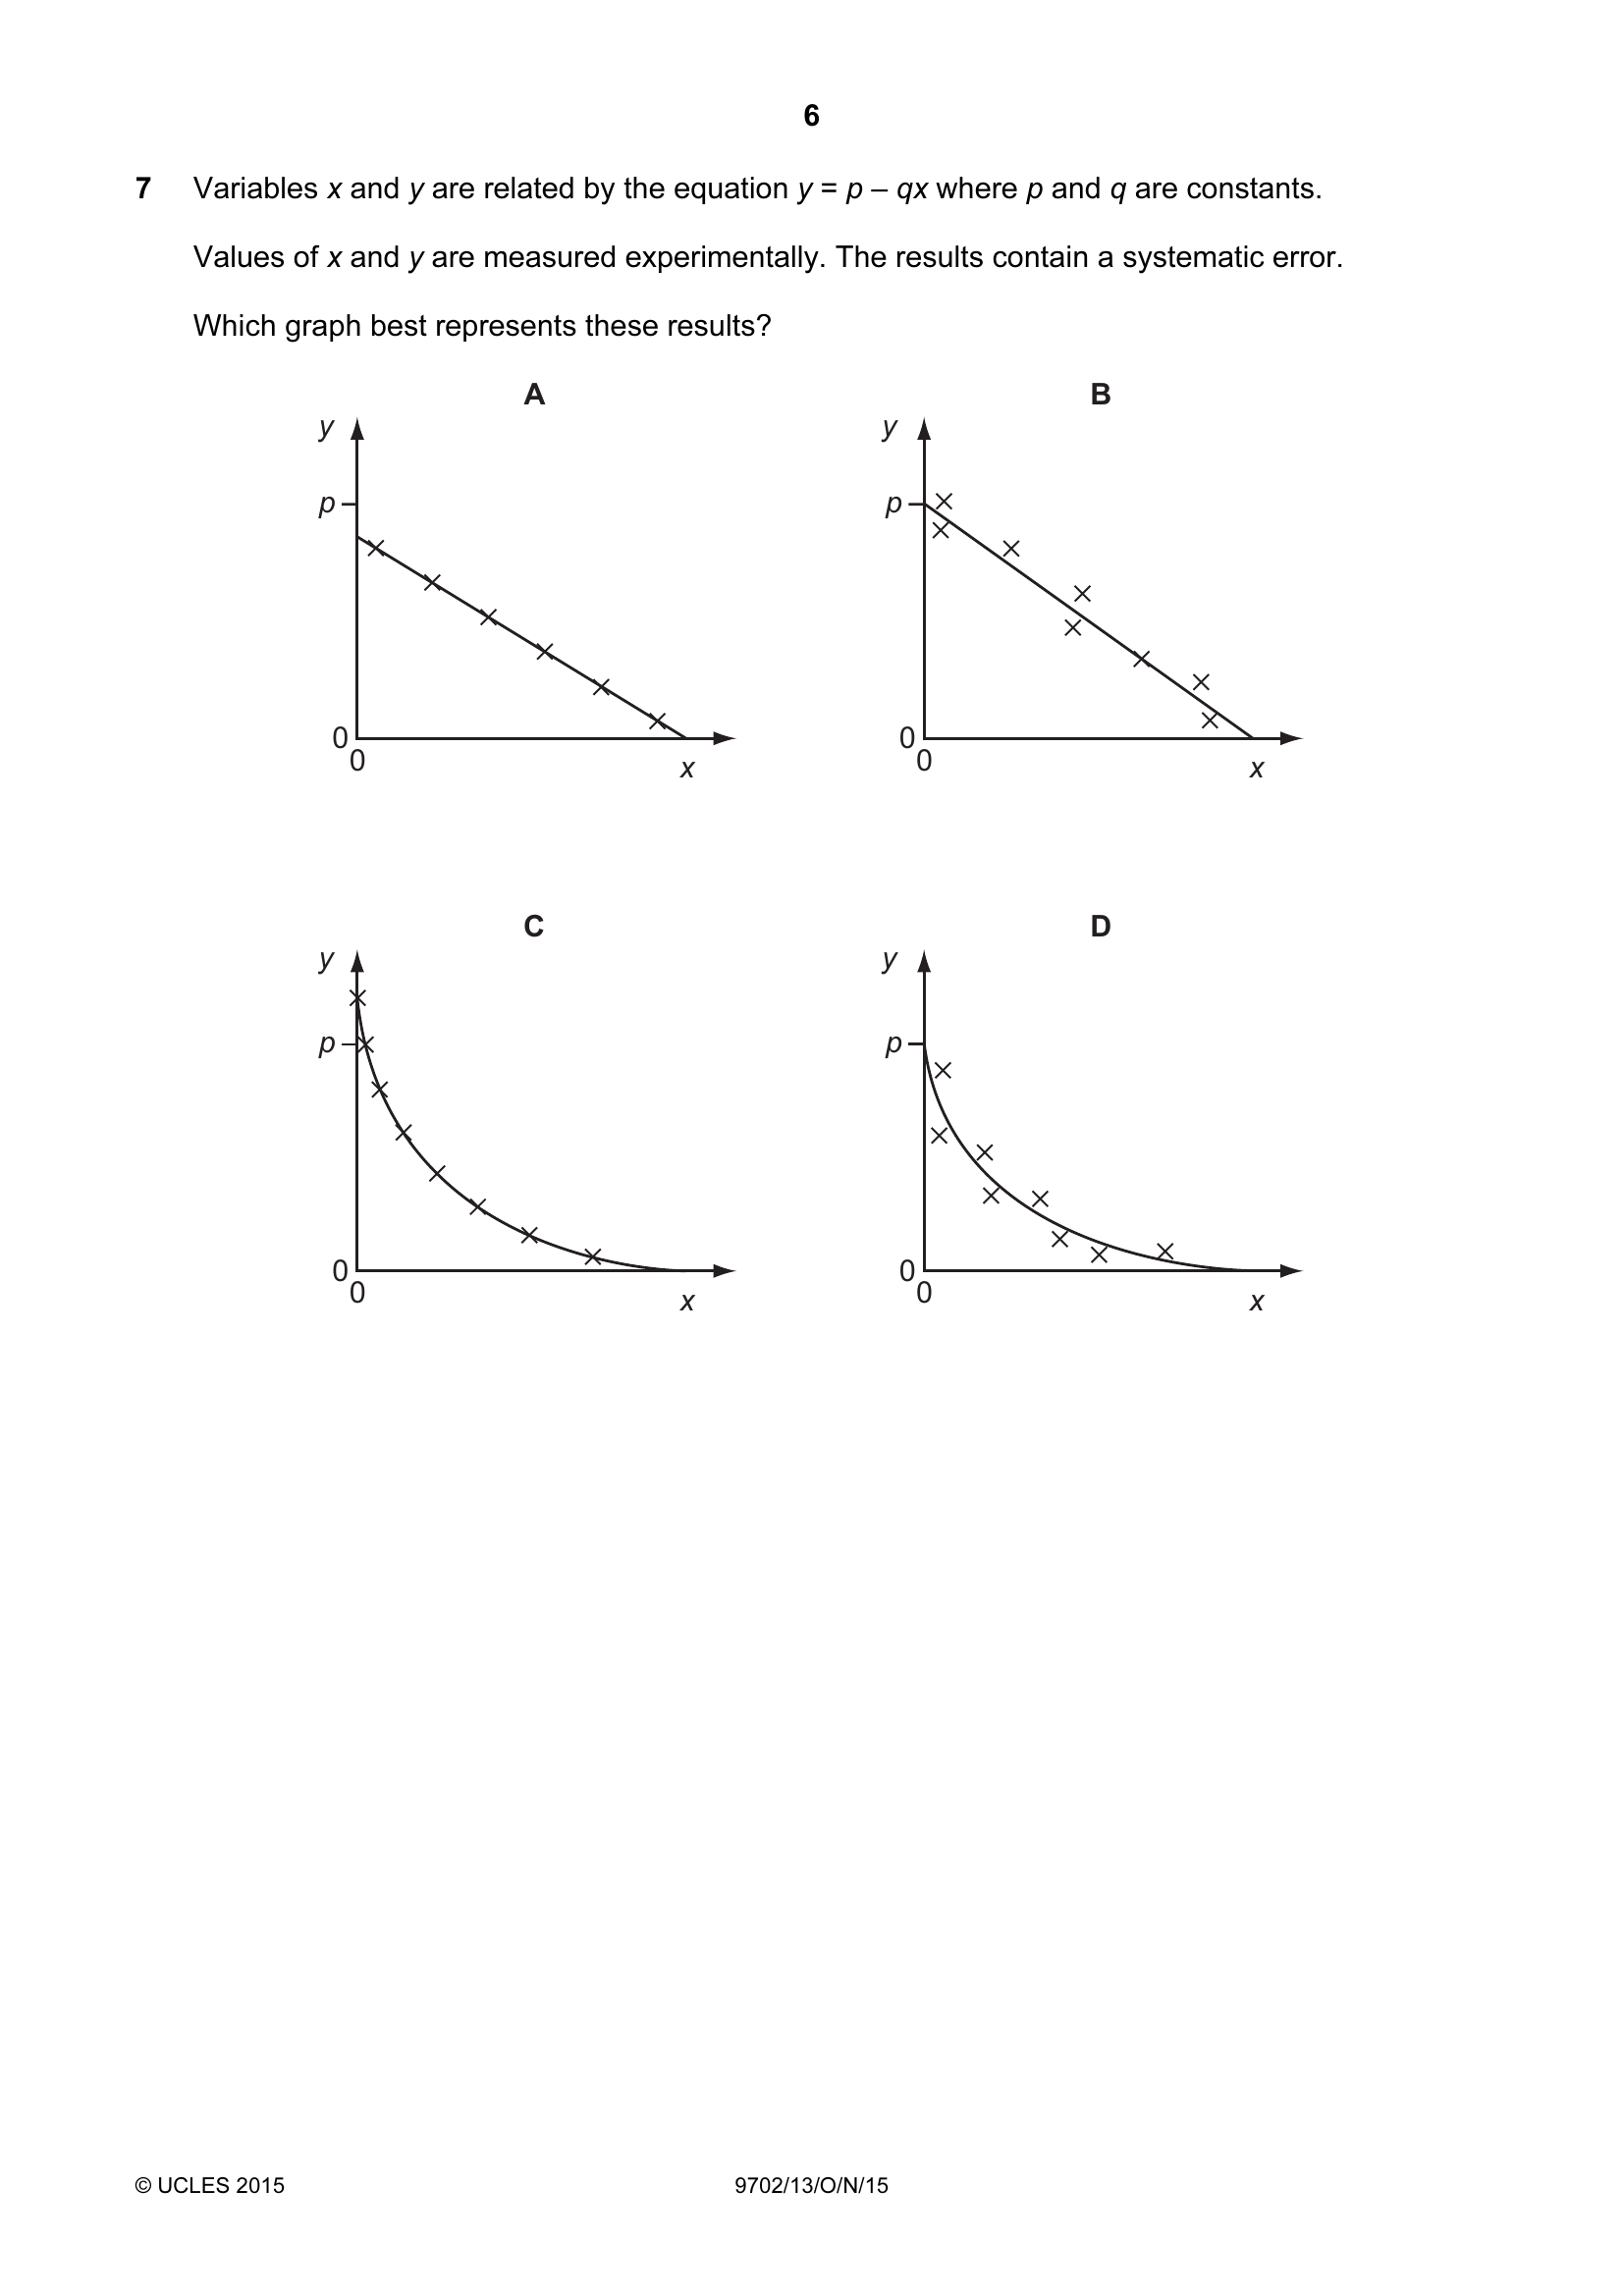 6
7 Variables x and y are related by the equation y = p – qx where p and q are constants.
Values of x and y are measured experimentally. The results contain a systematic error.
Which graph best represents these results?
A B
y y
p p
0 0
0 x 0 x
C D
y y
p p
0 0
0 x 0 x
© UCLES 2015 9702/13/O/N/15